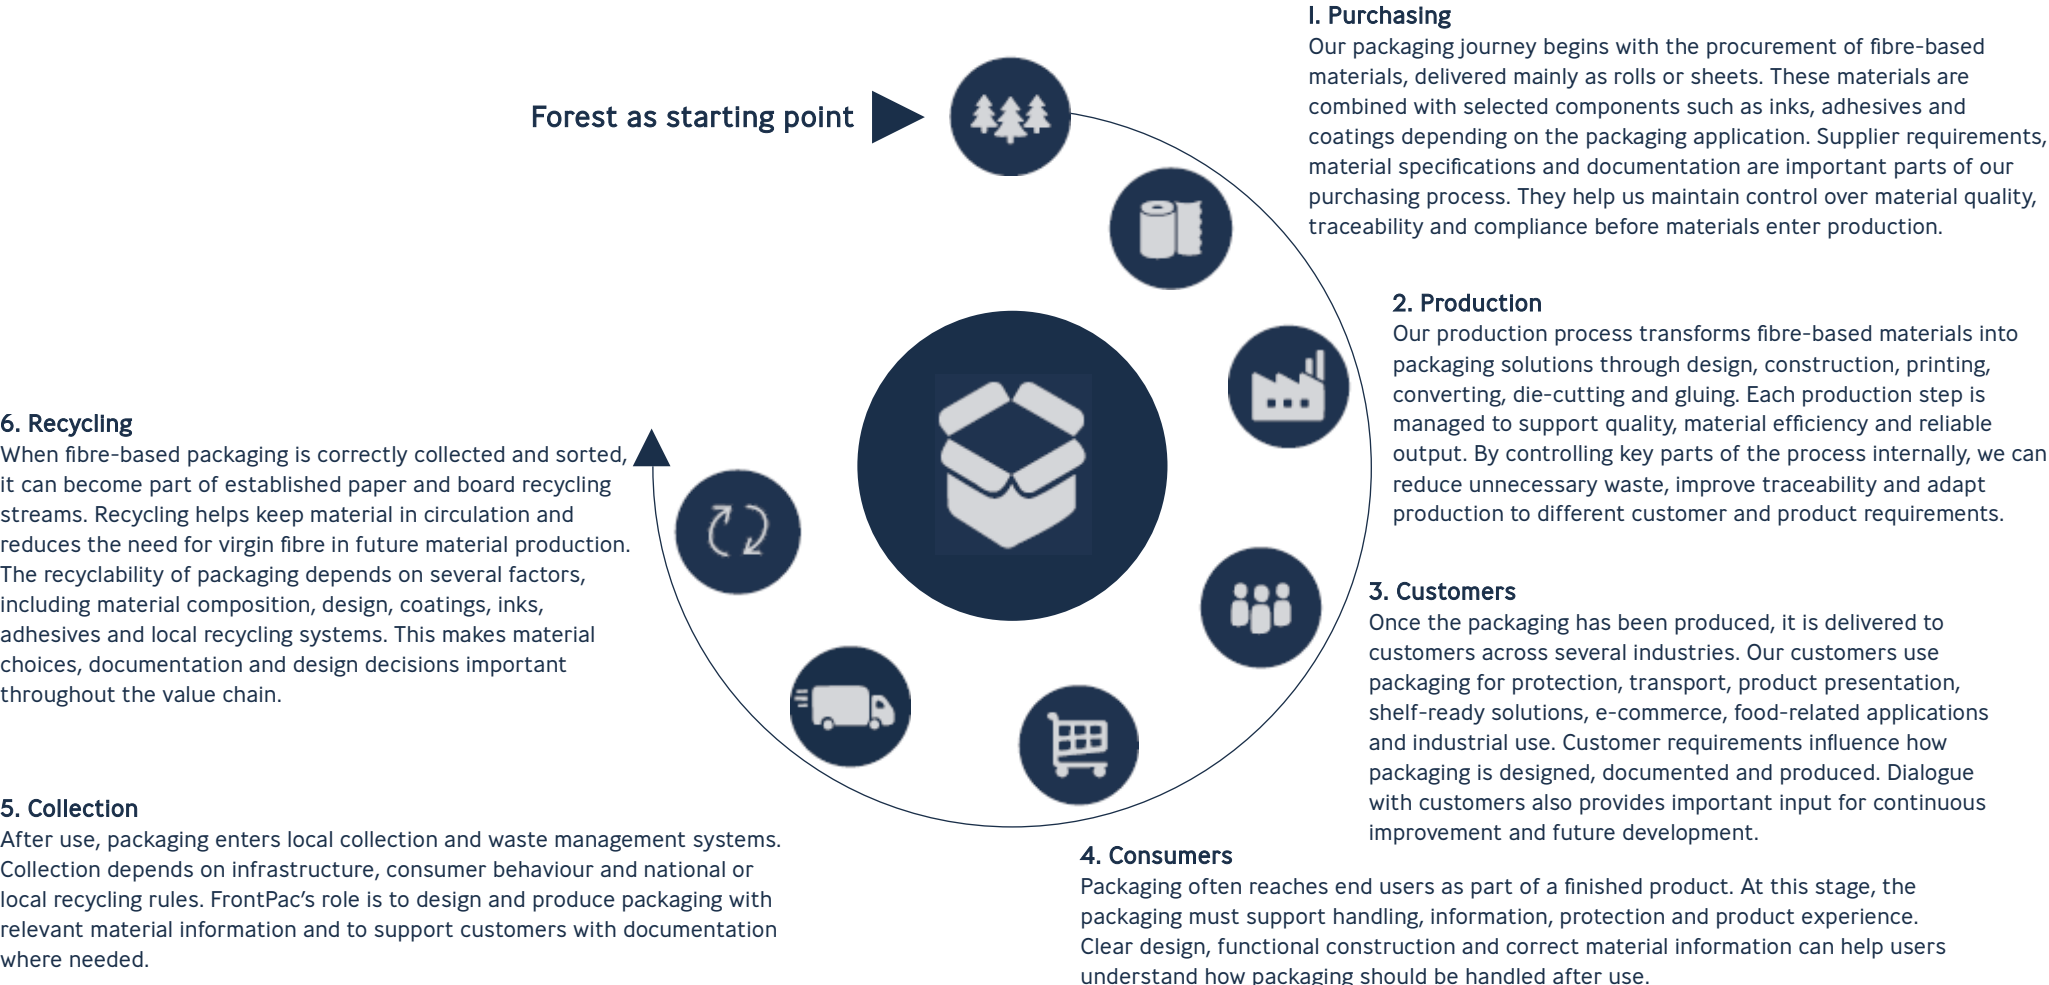 Forest as starting point
1. Purchasing
Our packaging journey begins with the procurement of fibre-based
materials, delivered mainly as rolls or sheets. These materials are
combined with selected components such as inks, adhesives and
coatings depending on the packaging application. Supplier requirements,
material specifications and documentation are important parts of our
purchasing process. They help us maintain control over material quality,
traceability and compliance before materials enter production.
2. Production
Our production process transforms fibre-based materials into
packaging solutions through design, construction, printing,
converting, die-cutting and gluing. Each production step is
managed to support quality, material efficiency and reliable
output. By controlling key parts of the process internally, we can
reduce unnecessary waste, improve traceability and adapt
production to different customer and product requirements.
3. Customers
Once the packaging has been produced, it is delivered to
customers across several industries. Our customers use
packaging for protection, transport, product presentation,
shelf-ready solutions, e-commerce, food-related applications
and industrial use. Customer requirements influence how
packaging is designed, documented and produced. Dialogue
with customers also provides important input for continuous
improvement and future development.
4. Consumers
Packaging often reaches end users as part of a finished product. At this stage, the
packaging must support handling, information, protection and product experience.
Clear design, functional construction and correct material information can help users
understand how packaging should be handled after use.
5. Collection
After use, packaging enters local collection and waste management systems.
Collection depends on infrastructure, consumer behaviour and national or
local recycling rules. FrontPac’s role is to design and produce packaging with
relevant material information and to support customers with documentation
where needed.
6. Recycling
When fibre-based packaging is correctly collected and sorted,
it can become part of established paper and board recycling
streams. Recycling helps keep material in circulation and
reduces the need for virgin fibre in future material production.
The recyclability of packaging depends on several factors,
including material composition, design, coatings, inks,
adhesives and local recycling systems. This makes material
choices, documentation and design decisions important
throughout the value chain.